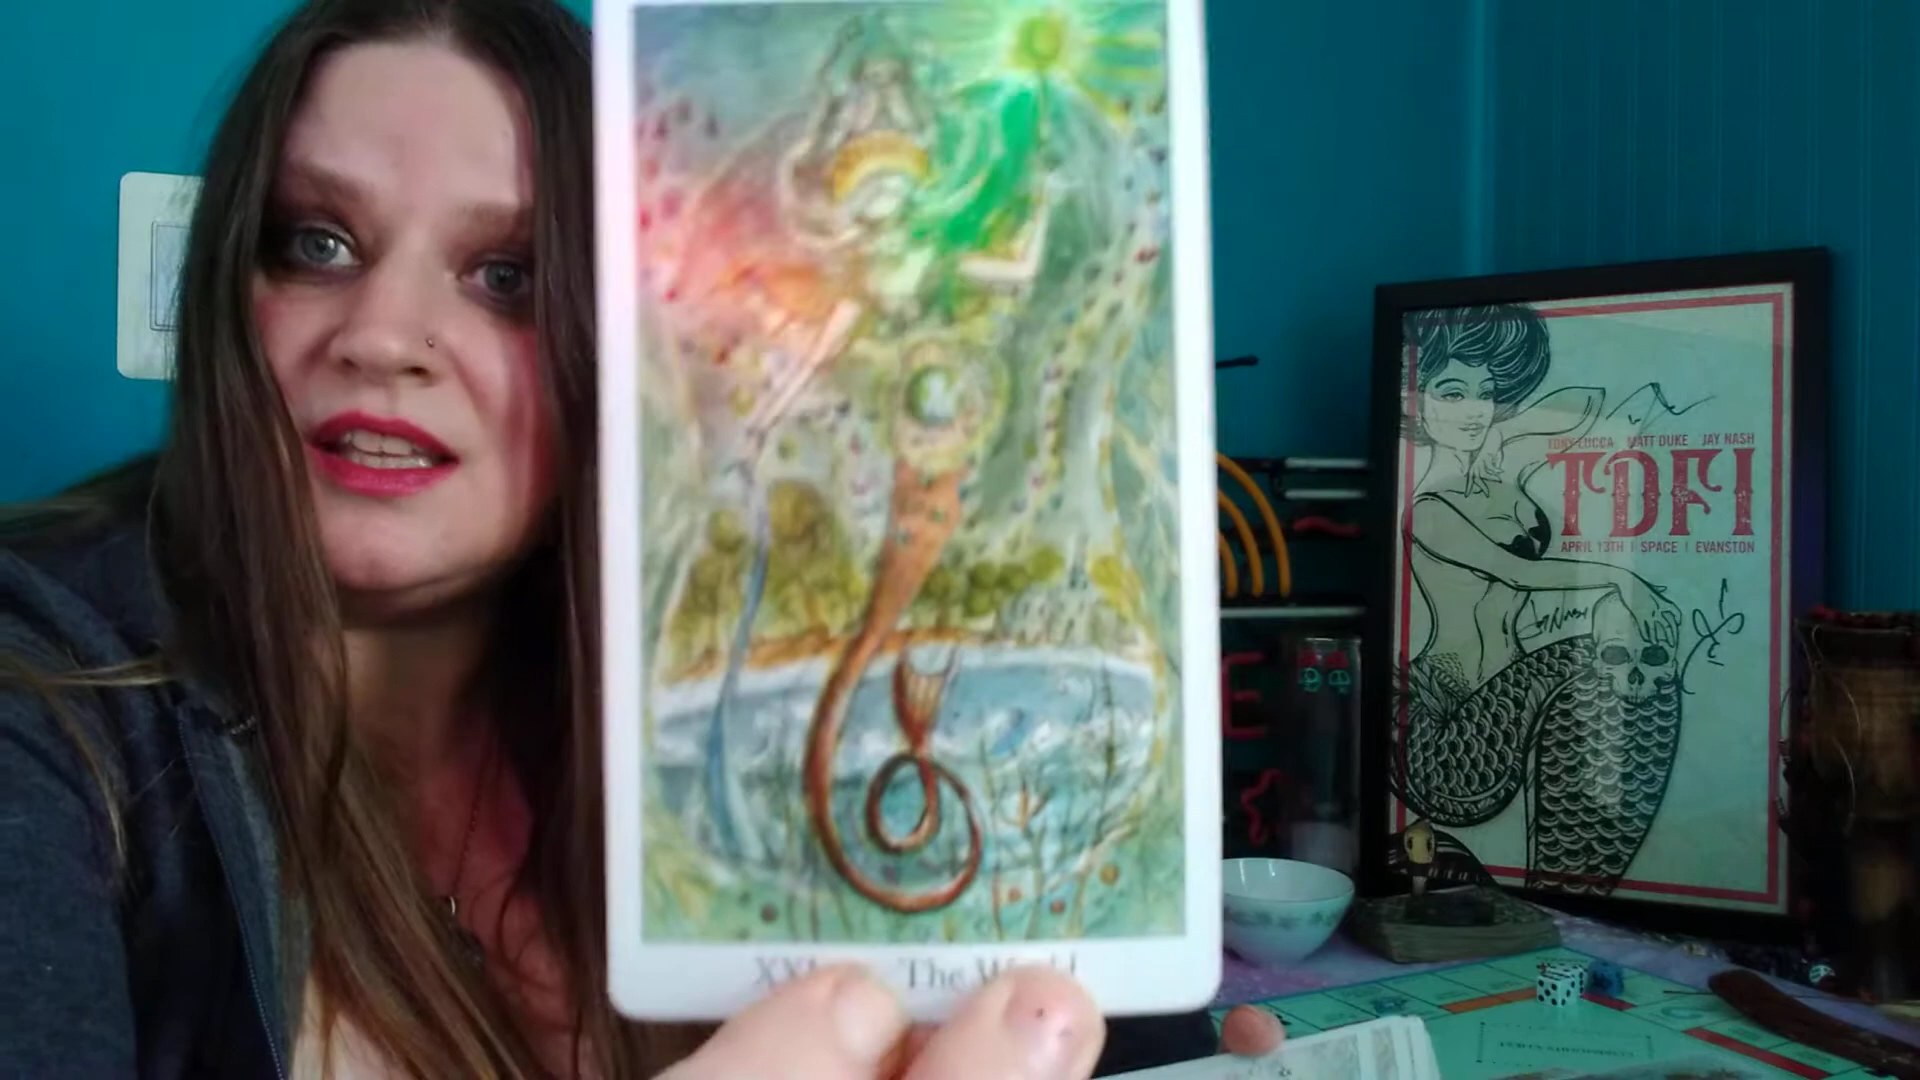 The World
TONY LUCCA MATT DUKE JAY NASH
TDFI
APRIL 13TH | SPACE | EVANSTON